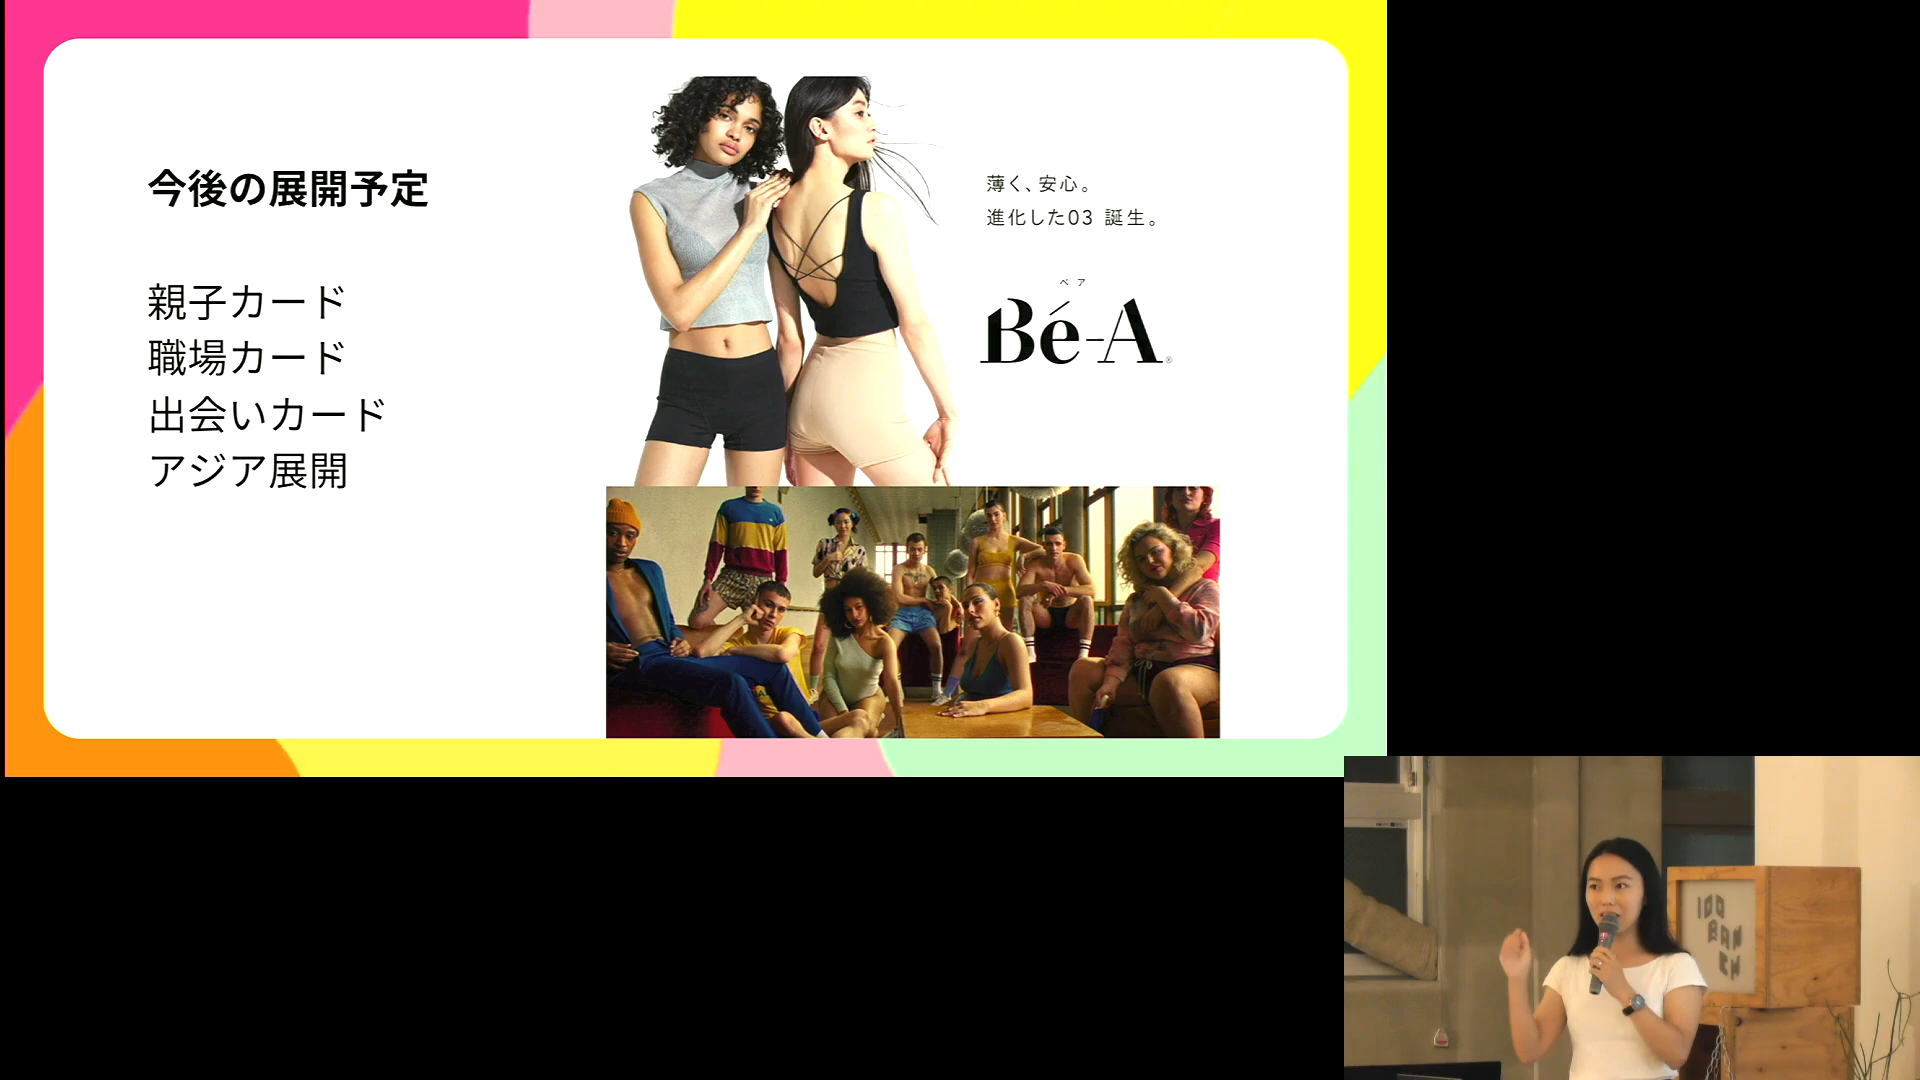 今後の展開予定
親子カード
職場カード
出会いカード
アジア展開
薄く、安心。
進化した03 誕生。
ベア
Bé-A®
100
BAN
CH